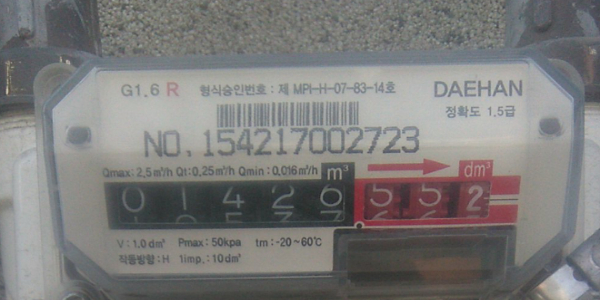 G1.6 R 형식승인번호 : 제 MPI-H-07-83-14호 DAEHAN
정확도 1.5급
NO. 154217002723
Qmax: 2.5m³/h Qt:0.25m³/h Qmin : 0.016m³/h m³ dm³
0 1 4 2 6 5 5 2
V : 1.0 dm³ Pmax: 50kpa tm: -20~60℃
작동방향: H 1imp.: 10dm³